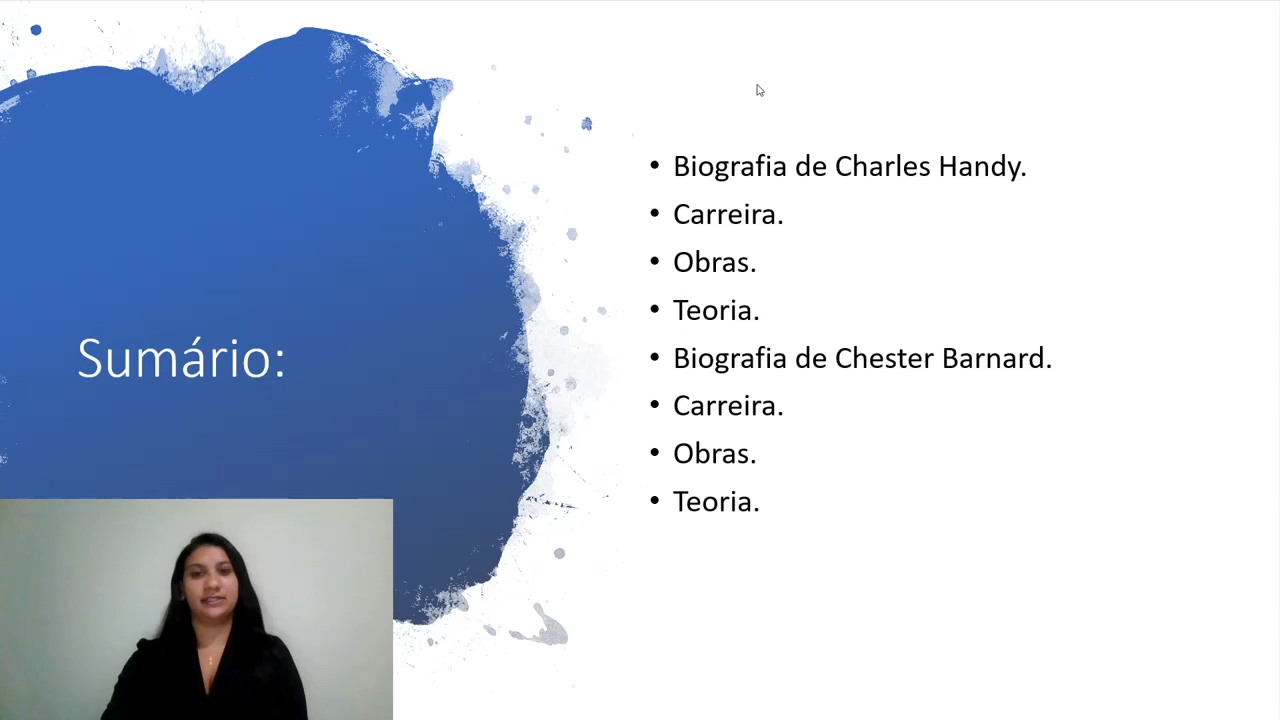 Sumário:
• Biografia de Charles Handy.
• Carreira.
• Obras.
• Teoria.
• Biografia de Chester Barnard.
• Carreira.
• Obras.
• Teoria.